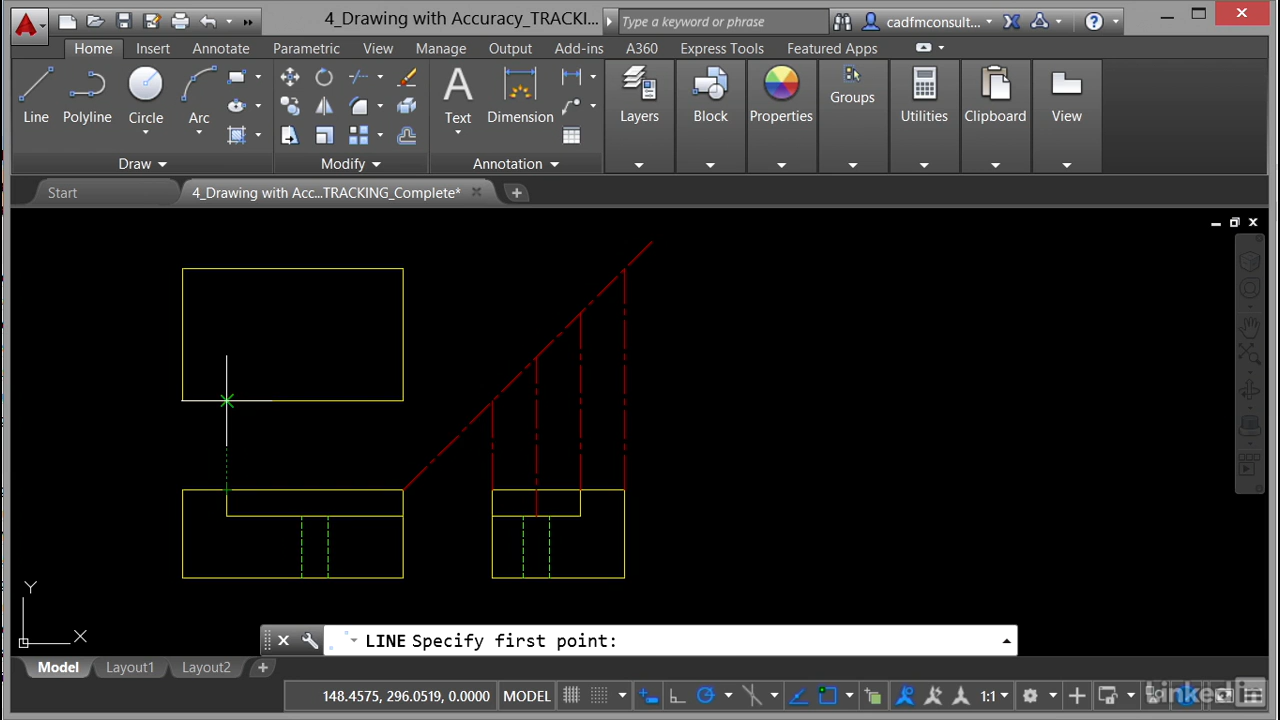 4_Drawing with Accuracy_TRACKI...
Type a keyword or phrase
cadfmconsult...
Home Insert Annotate Parametric View Manage Output Add-ins A360 Express Tools Featured Apps
Line Polyline Circle Arc Text Dimension Layers Block Properties Groups Utilities Clipboard View
Draw Modify Annotation
Start 4_Drawing with Acc...TRACKING_Complete*
Y
X
LINE Specify first point:
Model Layout1 Layout2
148.4575, 296.0519, 0.0000 MODEL 1:1
Linked in